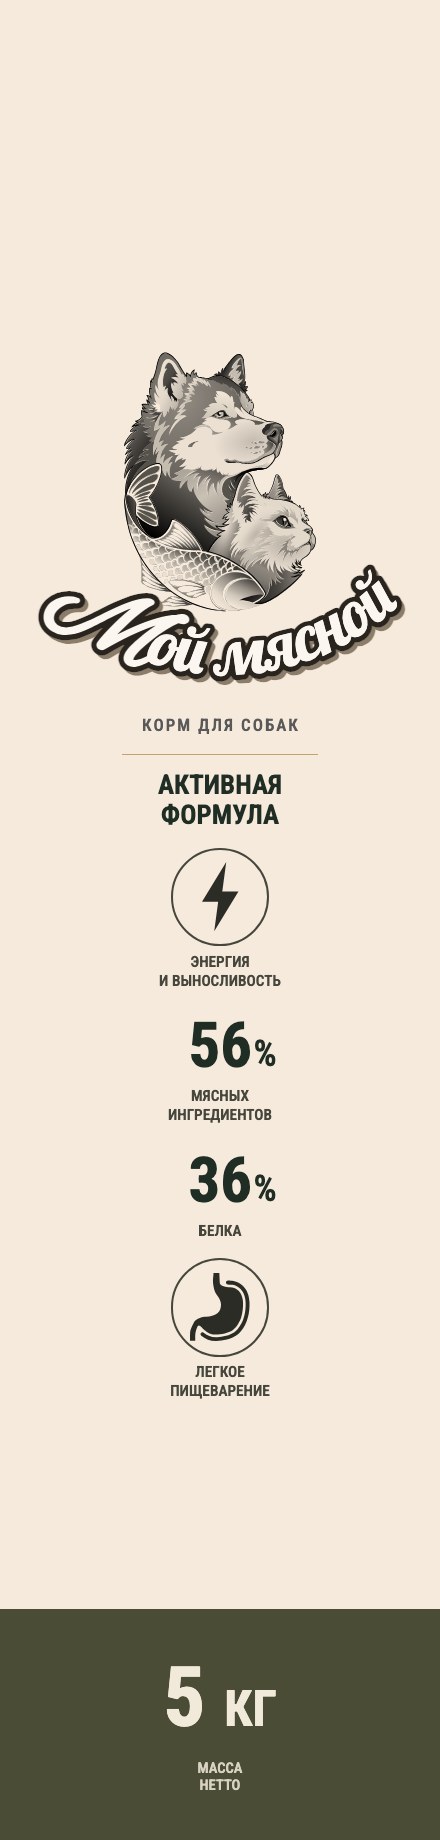 Мой мясной
КОРМ ДЛЯ СОБАК
АКТИВНАЯ
ФОРМУЛА
ЭНЕРГИЯ
И ВЫНОСЛИВОСТЬ
56%
МЯСНЫХ
ИНГРЕДИЕНТОВ
36%
БЕЛКА
ЛЕГКОЕ
ПИЩЕВАРЕНИЕ
5 кг
МАССА
НЕТТО